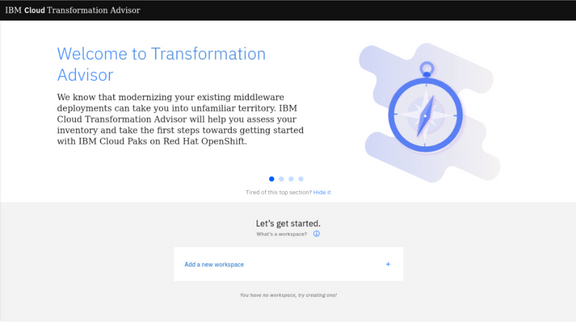 IBM Cloud Transformation Advisor
Welcome to Transformation
Advisor
We know that modernizing your existing middleware
deployments can take you into unfamiliar territory. IBM
Cloud Transformation Advisor will help you assess your
inventory and take the first steps towards getting started
with IBM Cloud Paks on Red Hat OpenShift.
Tired of this top section? Hide it
Let's get started.
What's a workspace?
Add a new workspace +
You have no workspace, try creating one!